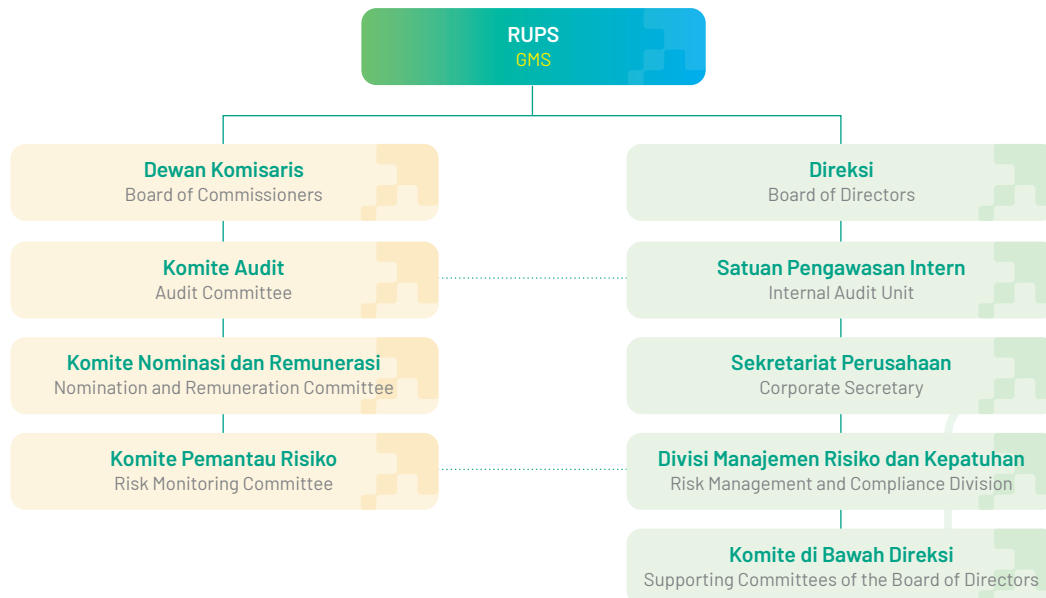 RUPS
GMS
Dewan Komisaris
Board of Commissioners
Direksi
Board of Directors
Komite Audit
Audit Committee
Satuan Pengawasan Intern
Internal Audit Unit
Komite Nominasi dan Remunerasi
Nomination and Remuneration Committee
Sekretariat Perusahaan
Corporate Secretary
Komite Pemantau Risiko
Risk Monitoring Committee
Divisi Manajemen Risiko dan Kepatuhan
Risk Management and Compliance Division
Komite di Bawah Direksi
Supporting Committees of the Board of Directors